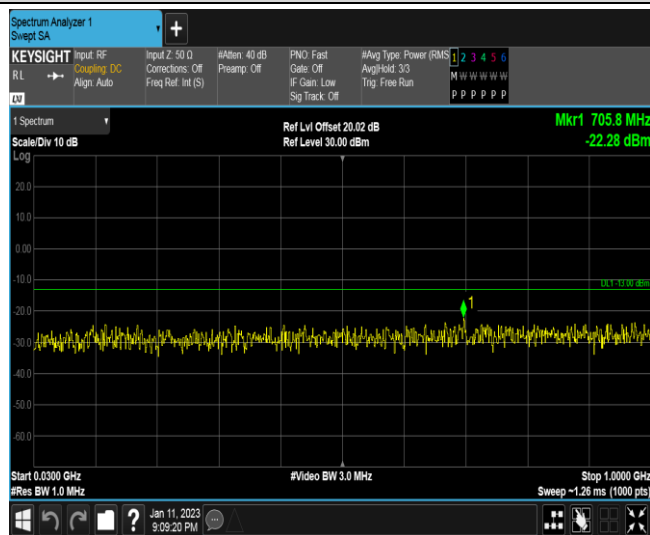 Spectrum Analyzer 1
Swept SA
+
KEYSIGHT
RL
LXI
Input: RF
Coupling: DC
Align: Auto
Input Z: 50 Ω
Corrections: Off
Freq Ref: Int (S)
#Atten: 40 dB
Preamp: Off
PNO: Fast
Gate: Off
IF Gain: Low
Sig Track: Off
#Avg Type: Power (RMS
Avg|Hold: 3/3
Trig: Free Run
1 2 3 4 5 6
M W W W W W
P P P P P P
1 Spectrum
Scale/Div 10 dB
Log
Ref Lvl Offset 20.02 dB
Ref Level 30.00 dBm
Mkr1 705.8 MHz
-22.28 dBm
20.0
10.0
0.00
-10.0
DL1 -13.00 dBm
-20.0
1
-30.0
-40.0
-50.0
-60.0
Start 0.0300 GHz
#Res BW 1.0 MHz
#Video BW 3.0 MHz
Stop 1.0000 GHz
Sweep ~1.26 ms (1000 pts)
?
Jan 11, 2023
9:09:20 PM